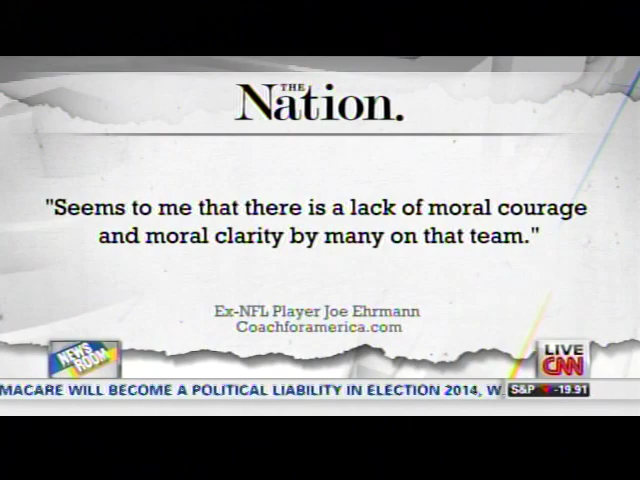 THE
Nation.
"Seems to me that there is a lack of moral courage
and moral clarity by many on that team."
Ex-NFL Player Joe Ehrmann
Coachforamerica.com
NEWS
ROOM
LIVE
CNN
MACARE WILL BECOME A POLITICAL LIABILITY IN ELECTION 2014, W
S&P ▼ -19.91